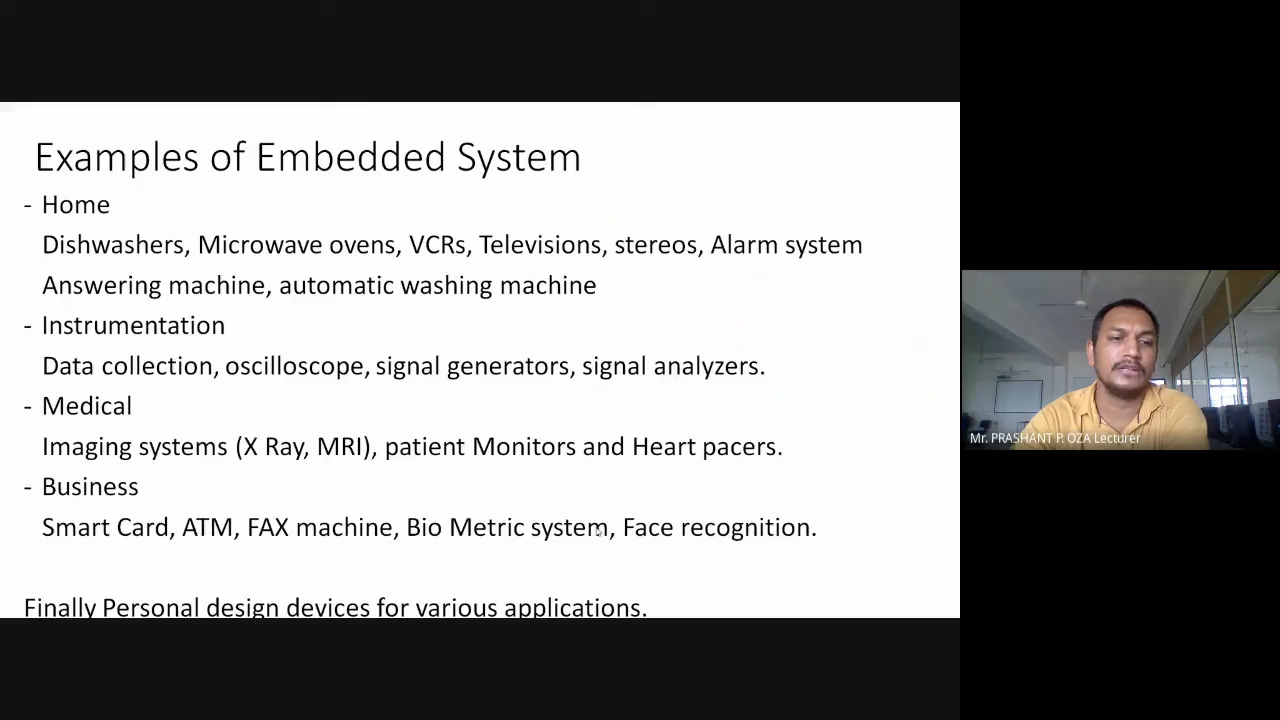 Examples of Embedded System
- Home
Dishwashers, Microwave ovens, VCRs, Televisions, stereos, Alarm system
Answering machine, automatic washing machine
- Instrumentation
Data collection, oscilloscope, signal generators, signal analyzers.
- Medical
Imaging systems (X Ray, MRI), patient Monitors and Heart pacers.
- Business
Smart Card, ATM, FAX machine, Bio Metric system, Face recognition.
Finally Personal design devices for various applications.
Mr. PRASHANT P. OZA Lecturer